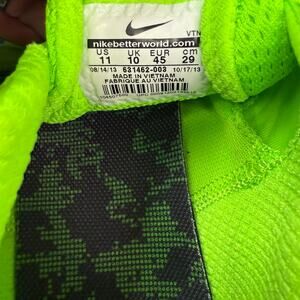 VTN
nikebetterworld.com
US UK EUR cm
11 10 45 29
08/14/13 631462-003 10/17/13
MADE IN VIETNAM
FABRIQUE AU VIETNAM